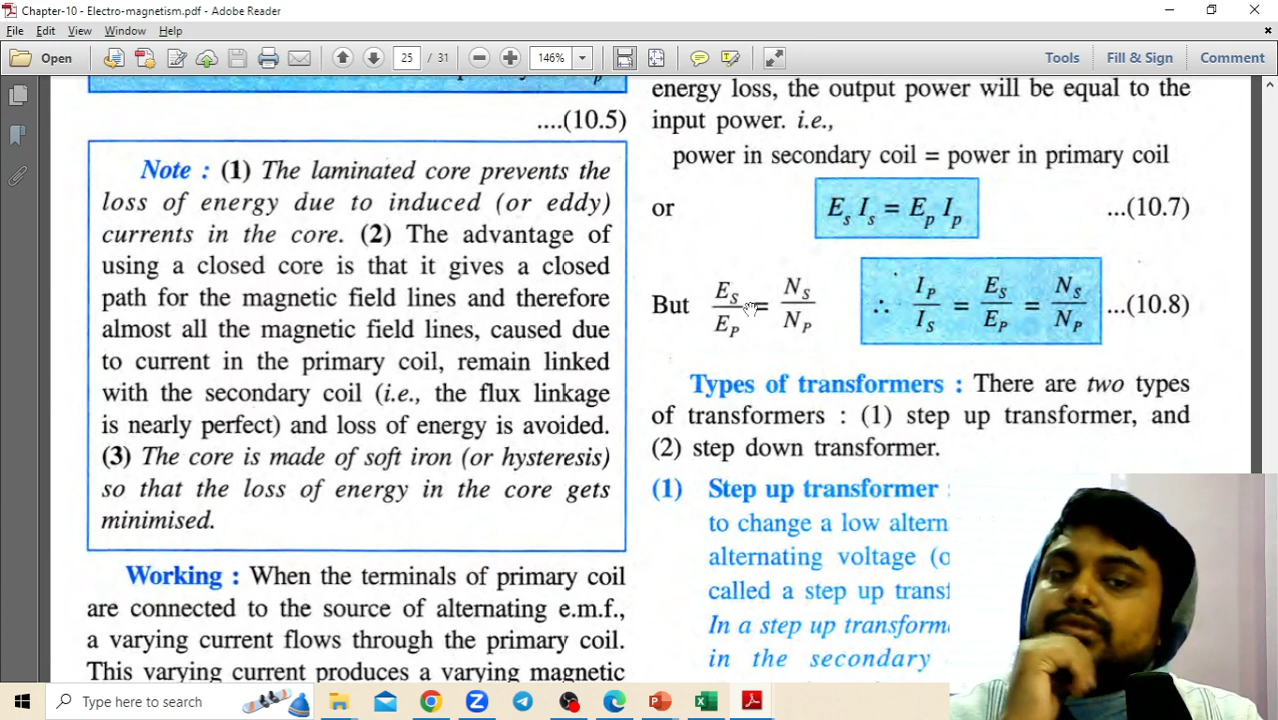 Chapter-10 - Electro-magnetism.pdf - Adobe Reader
File Edit View Window Help
Open 25 / 31 146% Tools Fill & Sign Comment
....(10.5)
Note : (1) The laminated core prevents the
loss of energy due to induced (or eddy)
currents in the core. (2) The advantage of
using a closed core is that it gives a closed
path for the magnetic field lines and therefore
almost all the magnetic field lines, caused due
to current in the primary coil, remain linked
with the secondary coil (i.e., the flux linkage
is nearly perfect) and loss of energy is avoided.
(3) The core is made of soft iron (or hysteresis)
so that the loss of energy in the core gets
minimised.
Working : When the terminals of primary coil
are connected to the source of alternating e.m.f.,
a varying current flows through the primary coil.
This varying current produces a varying magnetic
energy loss, the output power will be equal to the
input power. i.e.,
power in secondary coil = power in primary coil
or E_s I_s = E_p I_p ...(10.7)
But E_S/E_P = N_S/N_P ∴ I_P/I_S = E_S/E_P = N_S/N_P ...(10.8)
Types of transformers : There are two types
of transformers : (1) step up transformer, and
(2) step down transformer.
(1) Step up transformer :
to change a low altern
alternating voltage (o
called a step up trans
In a step up transform
in the secondary
Type here to search